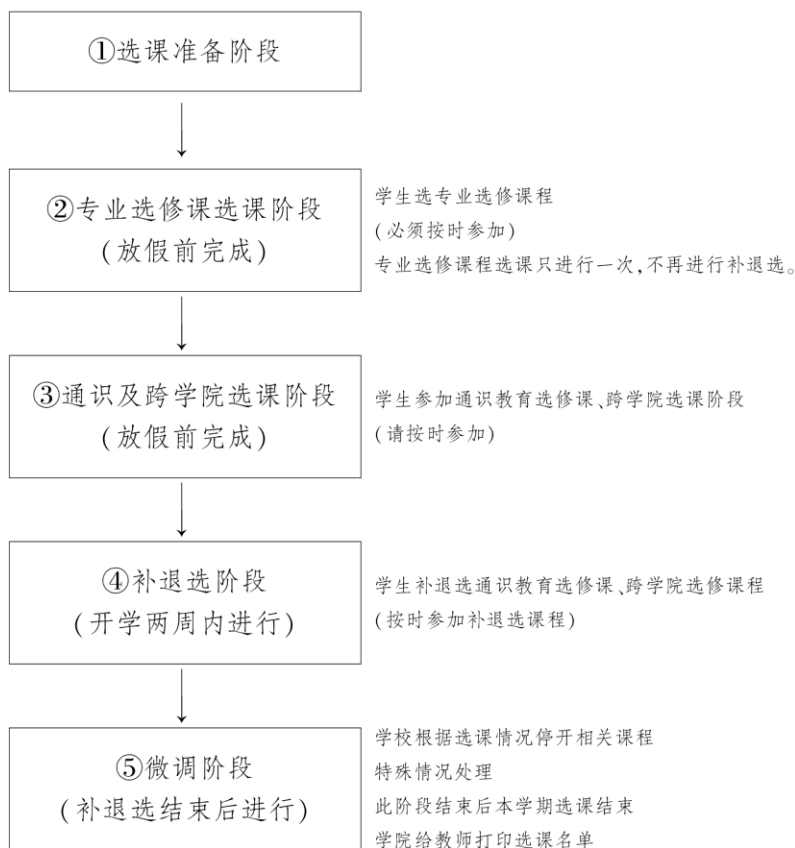 ①选课准备阶段
②专业选修课选课阶段
(放假前完成)
学生选专业选修课程
(必须按时参加)
专业选修课程选课只进行一次,不再进行补退选。
③通识及跨学院选课阶段
(放假前完成)
学生参加通识教育选修课、跨学院选课阶段
(请按时参加)
④补退选阶段
(开学两周内进行)
学生补退选通识教育选修课、跨学院选修课程
(按时参加补退选课程)
⑤微调阶段
(补退选结束后进行)
学校根据选课情况停开相关课程
特殊情况处理
此阶段结束后本学期选课结束
学院给教师打印选课名单